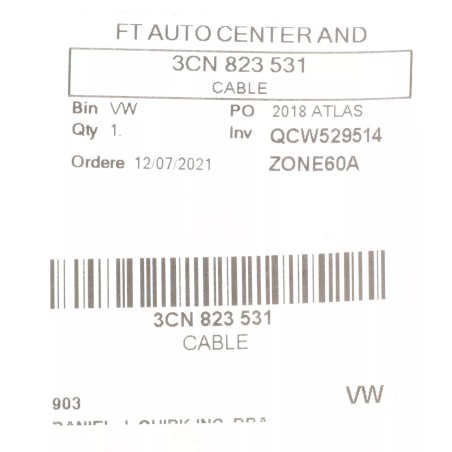 FT AUTO CENTER AND
3CN 823 531
CABLE
Bin VW PO 2018 ATLAS
Qty 1. Inv QCW529514
Ordere 12/07/2021 ZONE60A
3CN 823 531
CABLE
903 VW